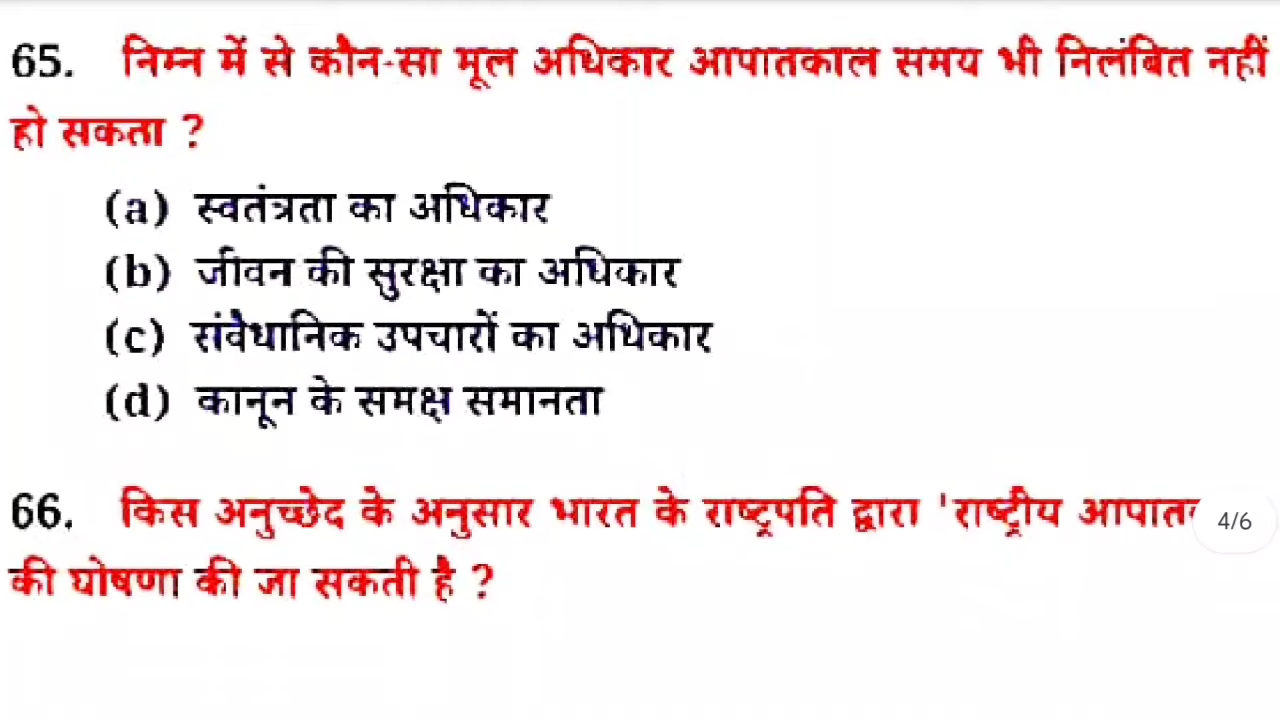 65. निम्न में से कौन-सा मूल अधिकार आपातकाल समय भी निलंबित नहीं
हो सकता ?
(a) स्वतंत्रता का अधिकार
(b) जीवन की सुरक्षा का अधिकार
(c) संवैधानिक उपचारों का अधिकार
(d) कानून के समक्ष समानता
66. किस अनुच्छेद के अनुसार भारत के राष्ट्रपति द्वारा 'राष्ट्रीय
4/6
की घोषणा की जा सकती है ?